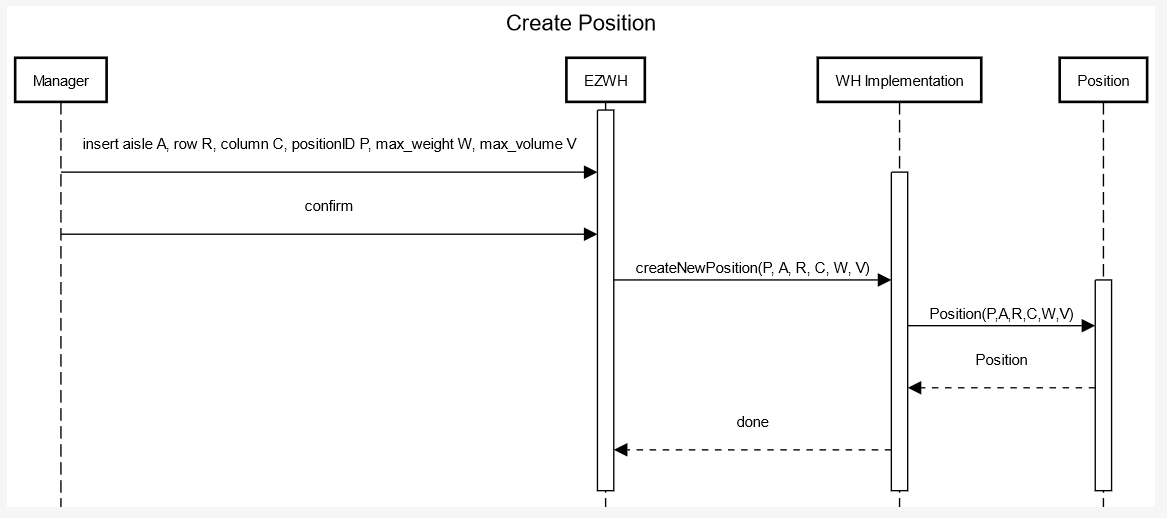 Create Position
Manager
EZWH
WH Implementation
Position
insert aisle A, row R, column C, positionID P, max_weight W, max_volume V
confirm
createNewPosition(P, A, R, C, W, V)
Position(P,A,R,C,W,V)
Position
done